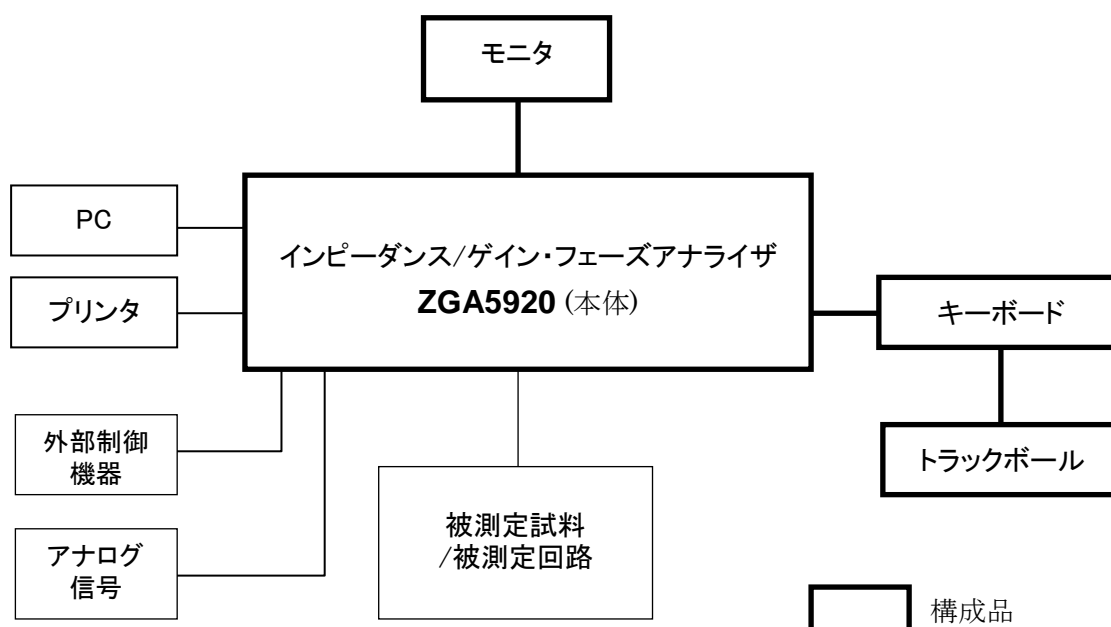 モニタ
PC
インピーダンス/ゲイン・フェーズアナライザ
ZGA5920 (本体)
プリンタ
キーボード
外部制御
機器
トラックボール
被測定試料
/被測定回路
アナログ
信号
構成品